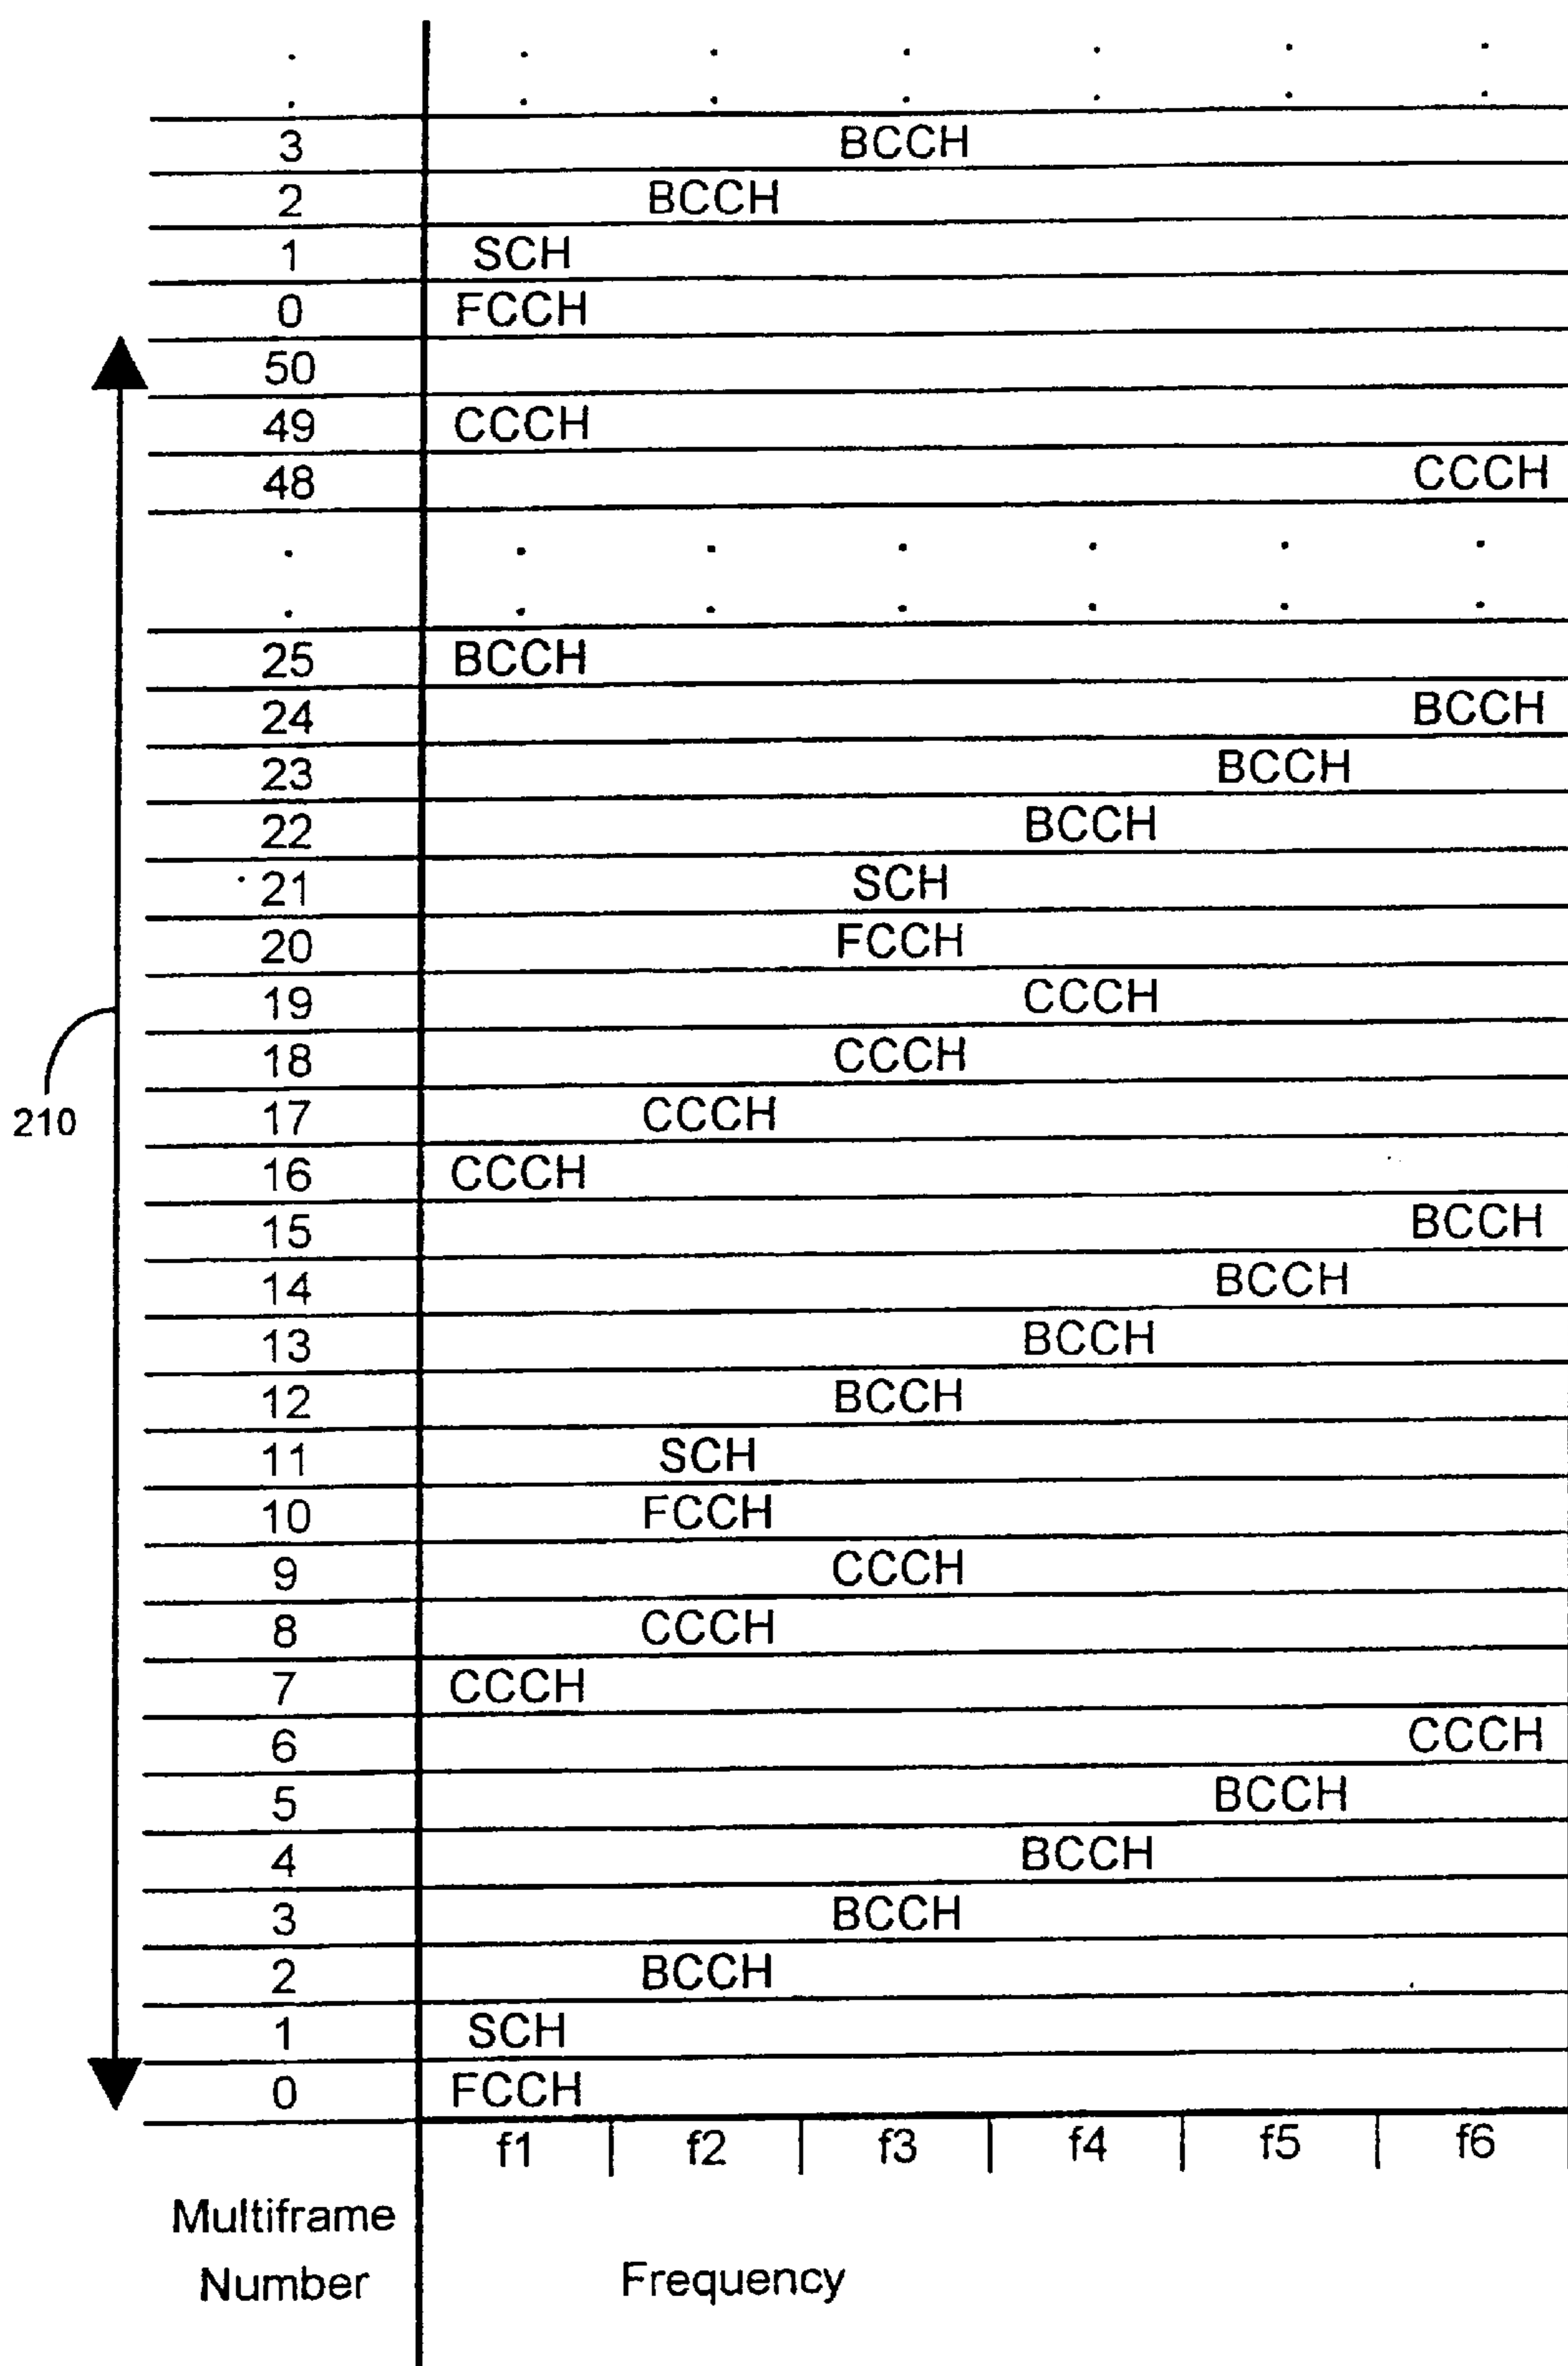 3 BCCH
2 BCCH
1 SCH
0 FCCH
50
49 CCCH
48 CCCH
25 BCCH
24 BCCH
23 BCCH
22 BCCH
21 SCH
20 FCCH
19 CCCH
18 CCCH
210
17 CCCH
16 CCCH
15 BCCH
14 BCCH
13 BCCH
12 BCCH
11 SCH
10 FCCH
9 CCCH
8 CCCH
7 CCCH
6 CCCH
5 BCCH
4 BCCH
3 BCCH
2 BCCH
1 SCH
0 FCCH
f1 f2 f3 f4 f5 f6
Multiframe
Number
Frequency